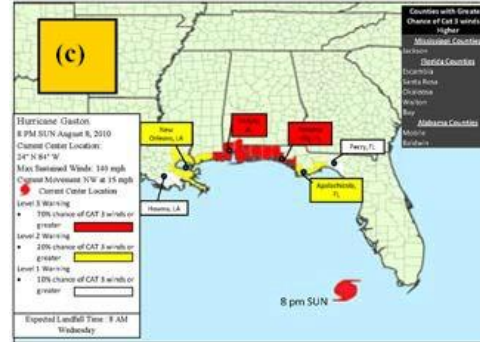 (c)
Counties with Greate
Chance of Cat 3 winds
Higher
Mississippi Counties
Jackson
Florida Counties
Escambia
Santa Rosa
Okaloosa
Walton
Bay
Alabama Counties
Mobile
Baldwin
Hurricane Gaston
8 PM SUN August 8, 2010
Current Center Location:
24° N 84° W
Max Sustained Winds: 140 mph
Current Movement NW at 15 mph
Current Center Location
Level 3 Warning
• 70% chance of CAT 3 winds or
greater
Level 2 Warning
• 20% chance of CAT 3 winds or
greater
Level 1 Warning
• 10% chance of CAT 3 winds or
greater
Expected Landfall Time : 8 AM
Wednesday
New
Orleans, LA
Perry, FL
Apalachicola,
FL
Houma, LA
8 pm SUN